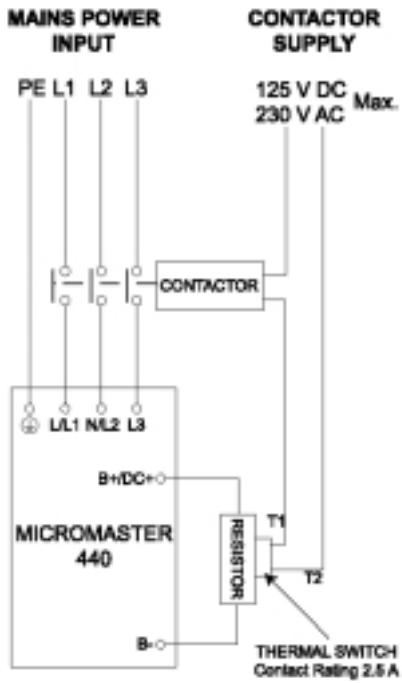 MAINS POWER
INPUT
CONTACTOR
SUPPLY
PE L1 L2 L3
125 V DC
230 V AC
Max.
CONTACTOR
L/L1 N/L2 L3
B+/DC+
MICROMASTER
440
RESISTOR
T1
T2
B-
THERMAL SWITCH
Contact Rating 2.5 A